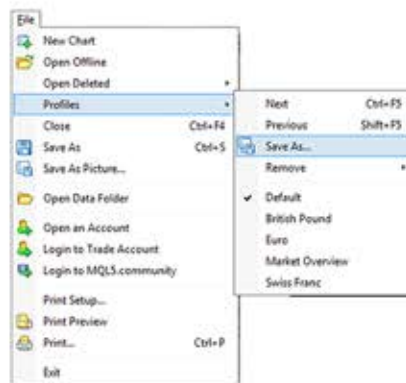 File
New Chart
Open Offline
Open Deleted
Profiles
Close Ctrl+F4
Save As Ctrl+S
Save As Picture...
Open Data Folder
Open an Account
Login to Trade Account
Login to MQL5.community
Print Setup...
Print Preview
Print... Ctrl+P
Exit
Next Ctrl+F5
Previous Shift+F5
Save As...
Remove
Default
British Pound
Euro
Market Overview
Swiss Franc